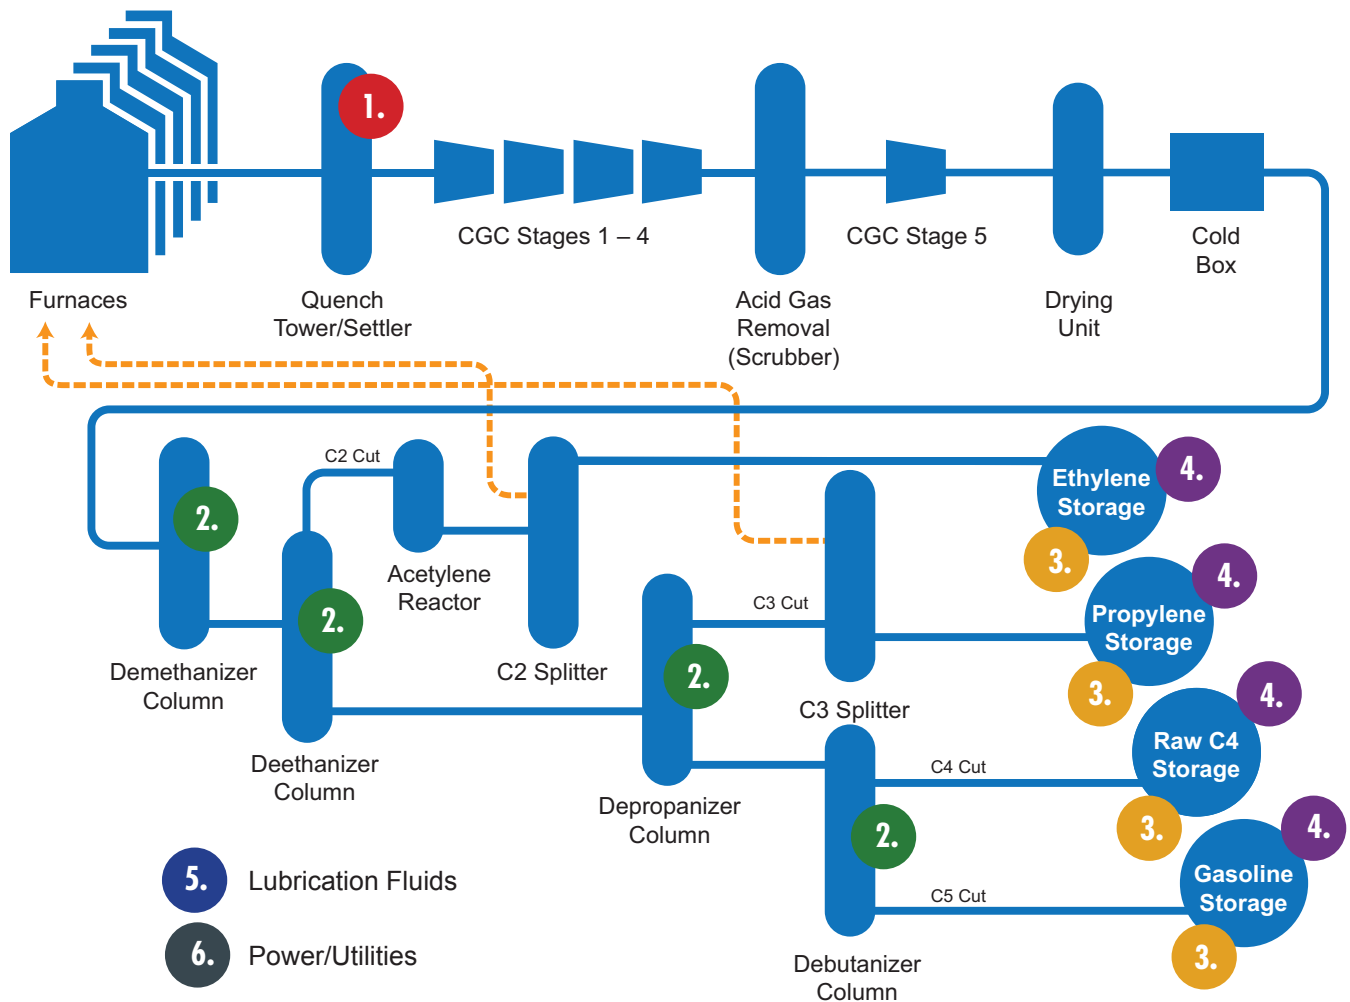 1.
CGC Stages 1 – 4
CGC Stage 5
Cold
Box
Furnaces
Quench
Tower/Settler
Acid Gas
Removal
(Scrubber)
Drying
Unit
C2 Cut
Ethylene
Storage
4.
2.
3.
Acetylene
Reactor
Propylene
Storage
4.
2.
C3 Cut
3.
Demethanizer
Column
C2 Splitter
2.
C3 Splitter
Raw C4
Storage
4.
Deethanizer
Column
C4 Cut
Depropanizer
Column
2.
3.
4.
Gasoline
Storage
5.
Lubrication Fluids
C5 Cut
6.
Power/Utilities
3.
Debutanizer
Column